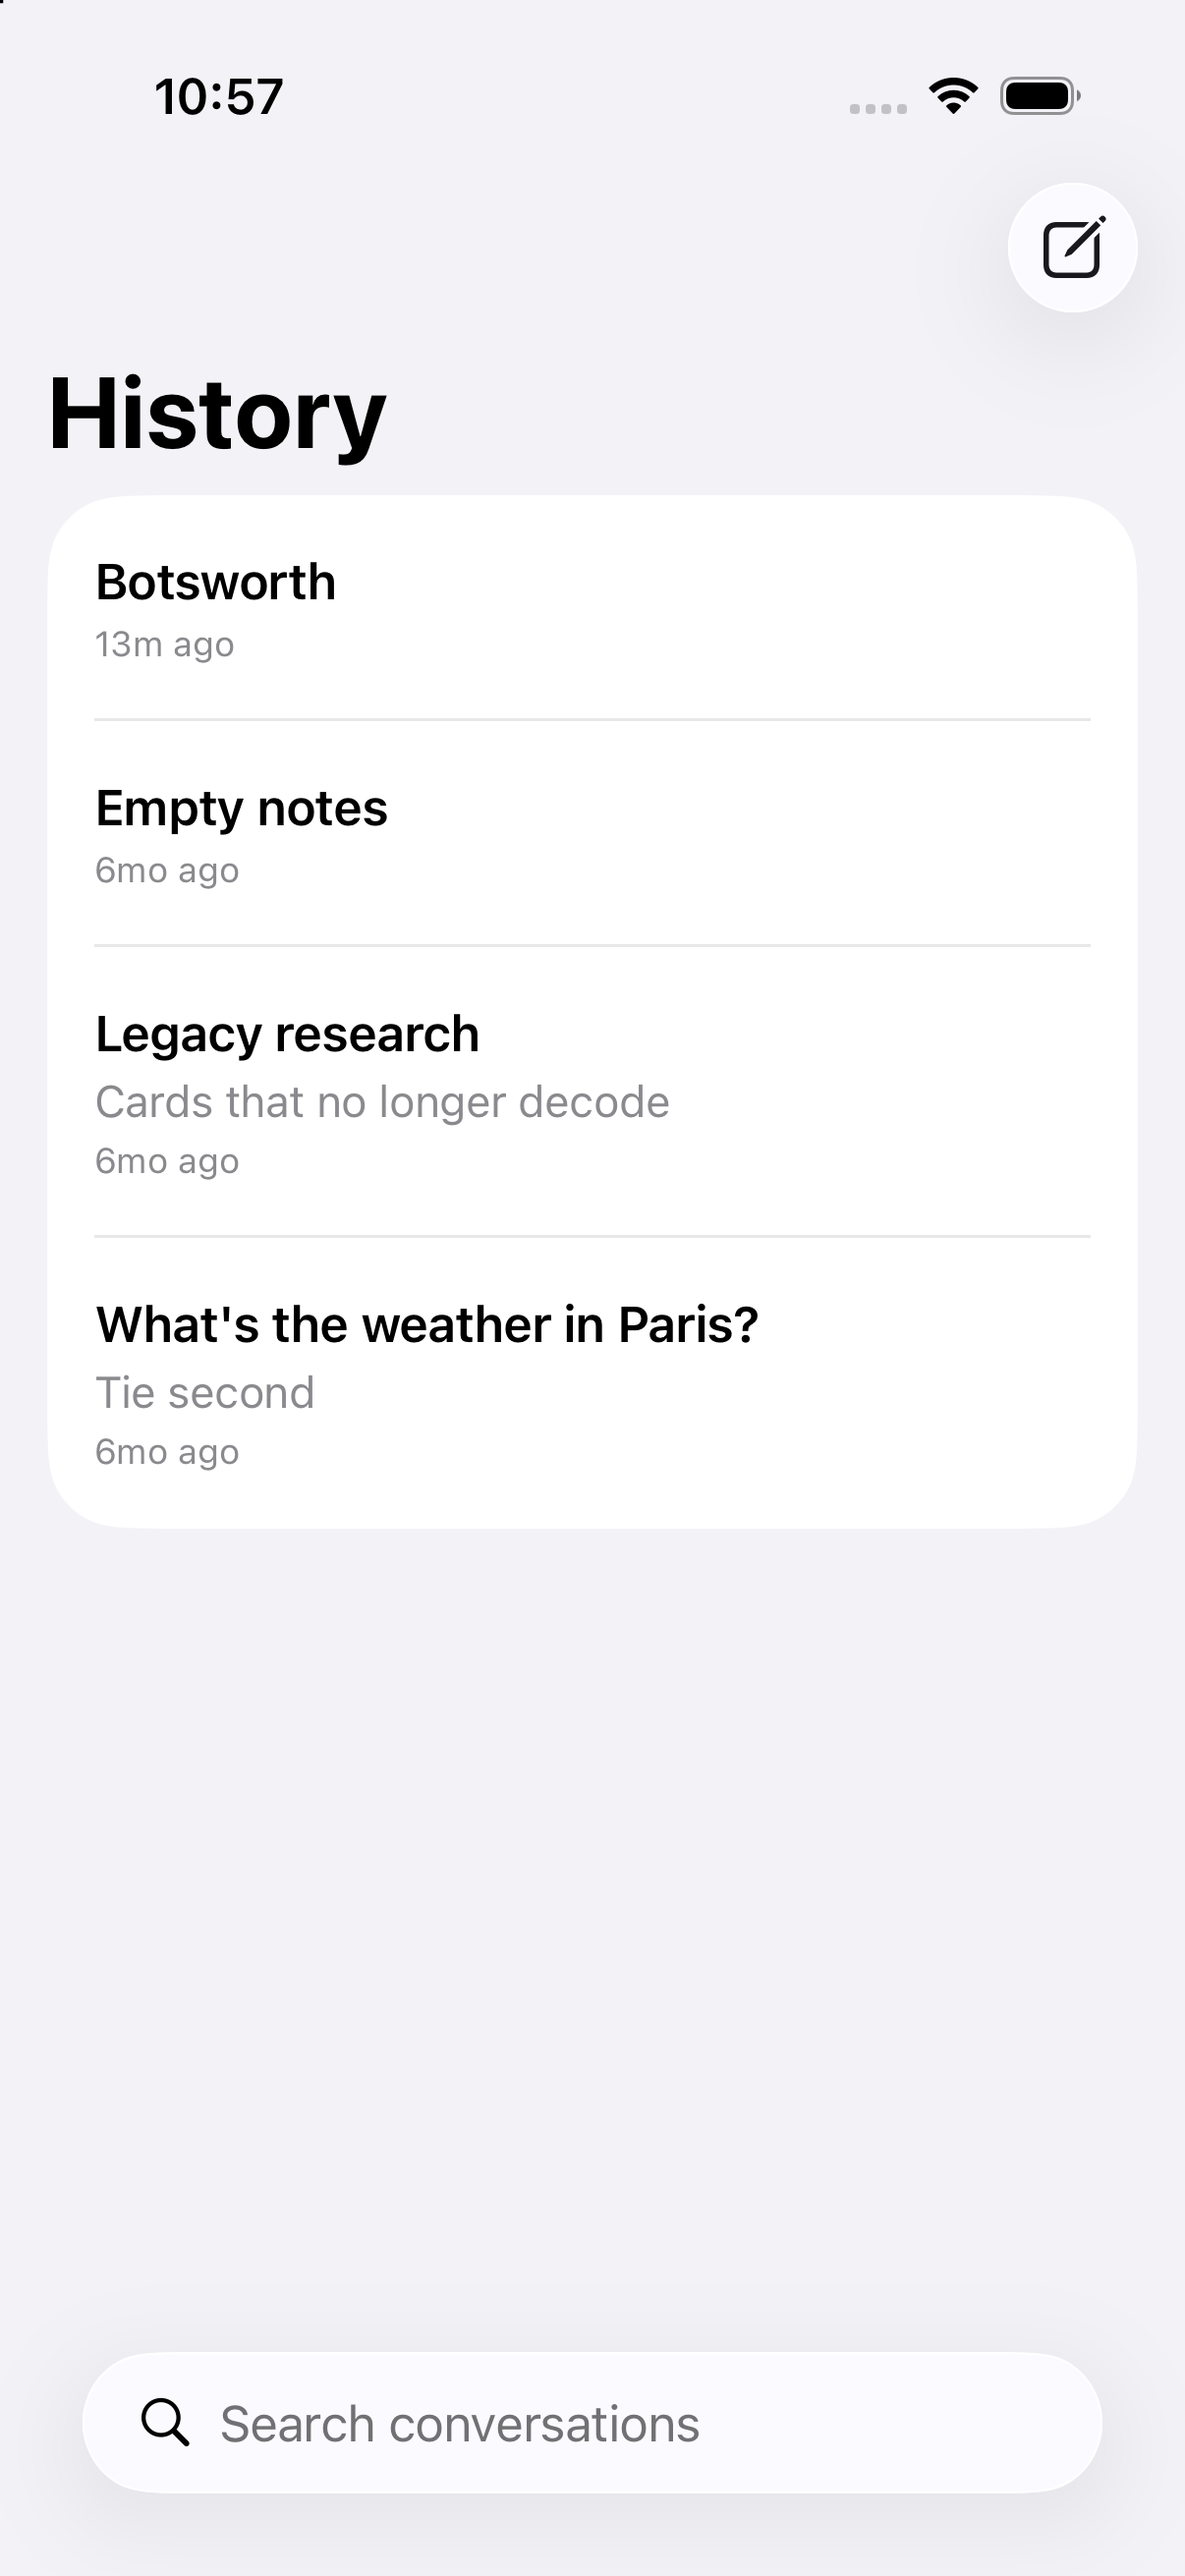 10:57
History
Botsworth
13m ago
Empty notes
6mo ago
Legacy research
Cards that no longer decode
6mo ago
What's the weather in Paris?
Tie second
6mo ago
Search conversations